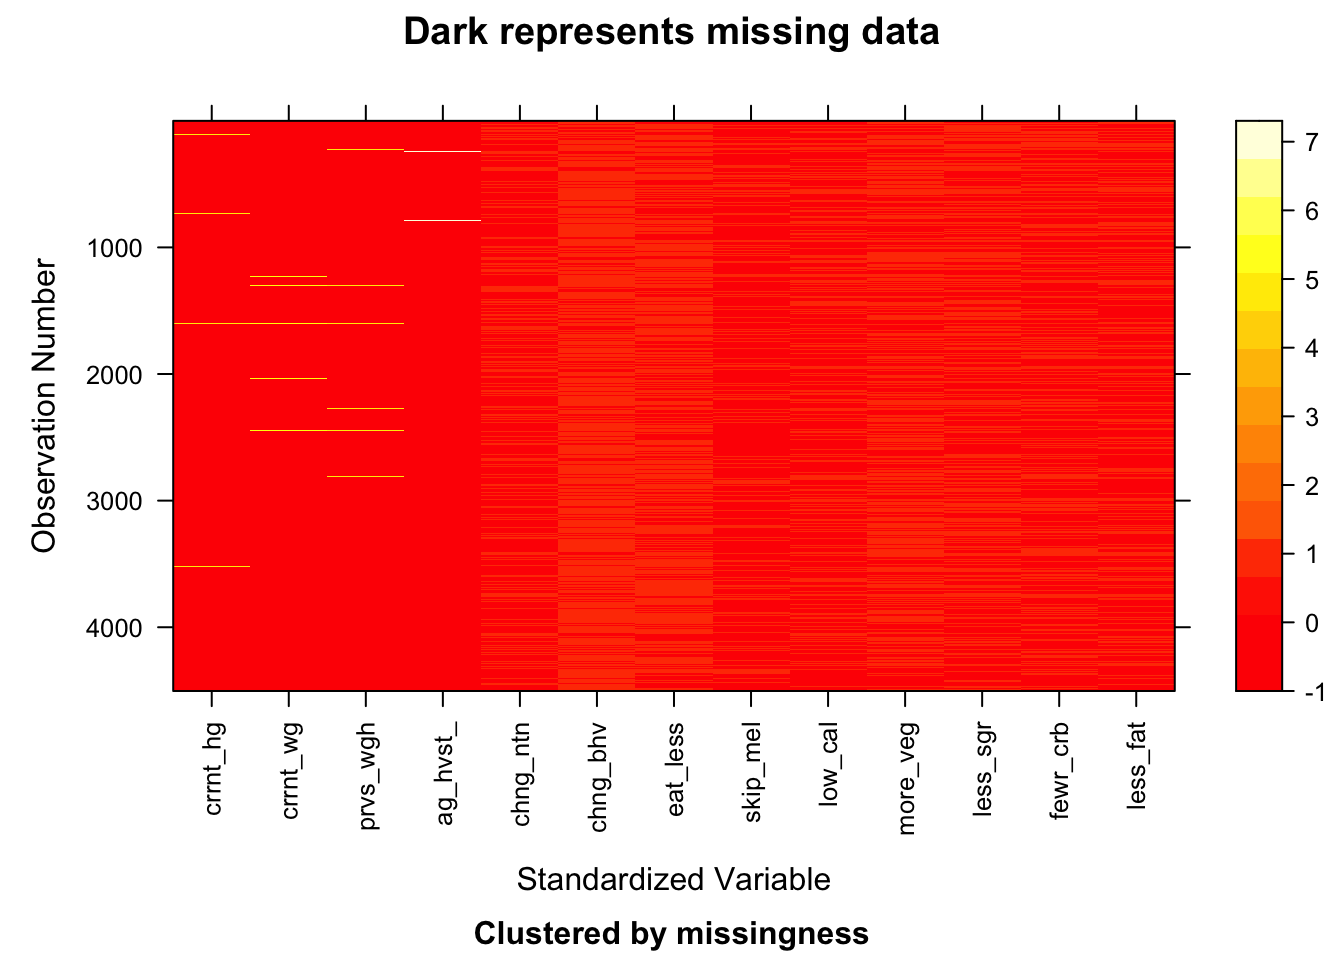 Dark represents missing data
Observation Number
1000
2000
3000
4000
crrnt_hg
crrnt_wg
prvs_wgh
ag_hvst_
chng_ntn
chng_bhv
eat_less
skip_mel
low_cal
more_veg
less_sgr
fewr_crb
less_fat
7
6
5
4
3
2
1
0
-1
Standardized Variable
Clustered by missingness